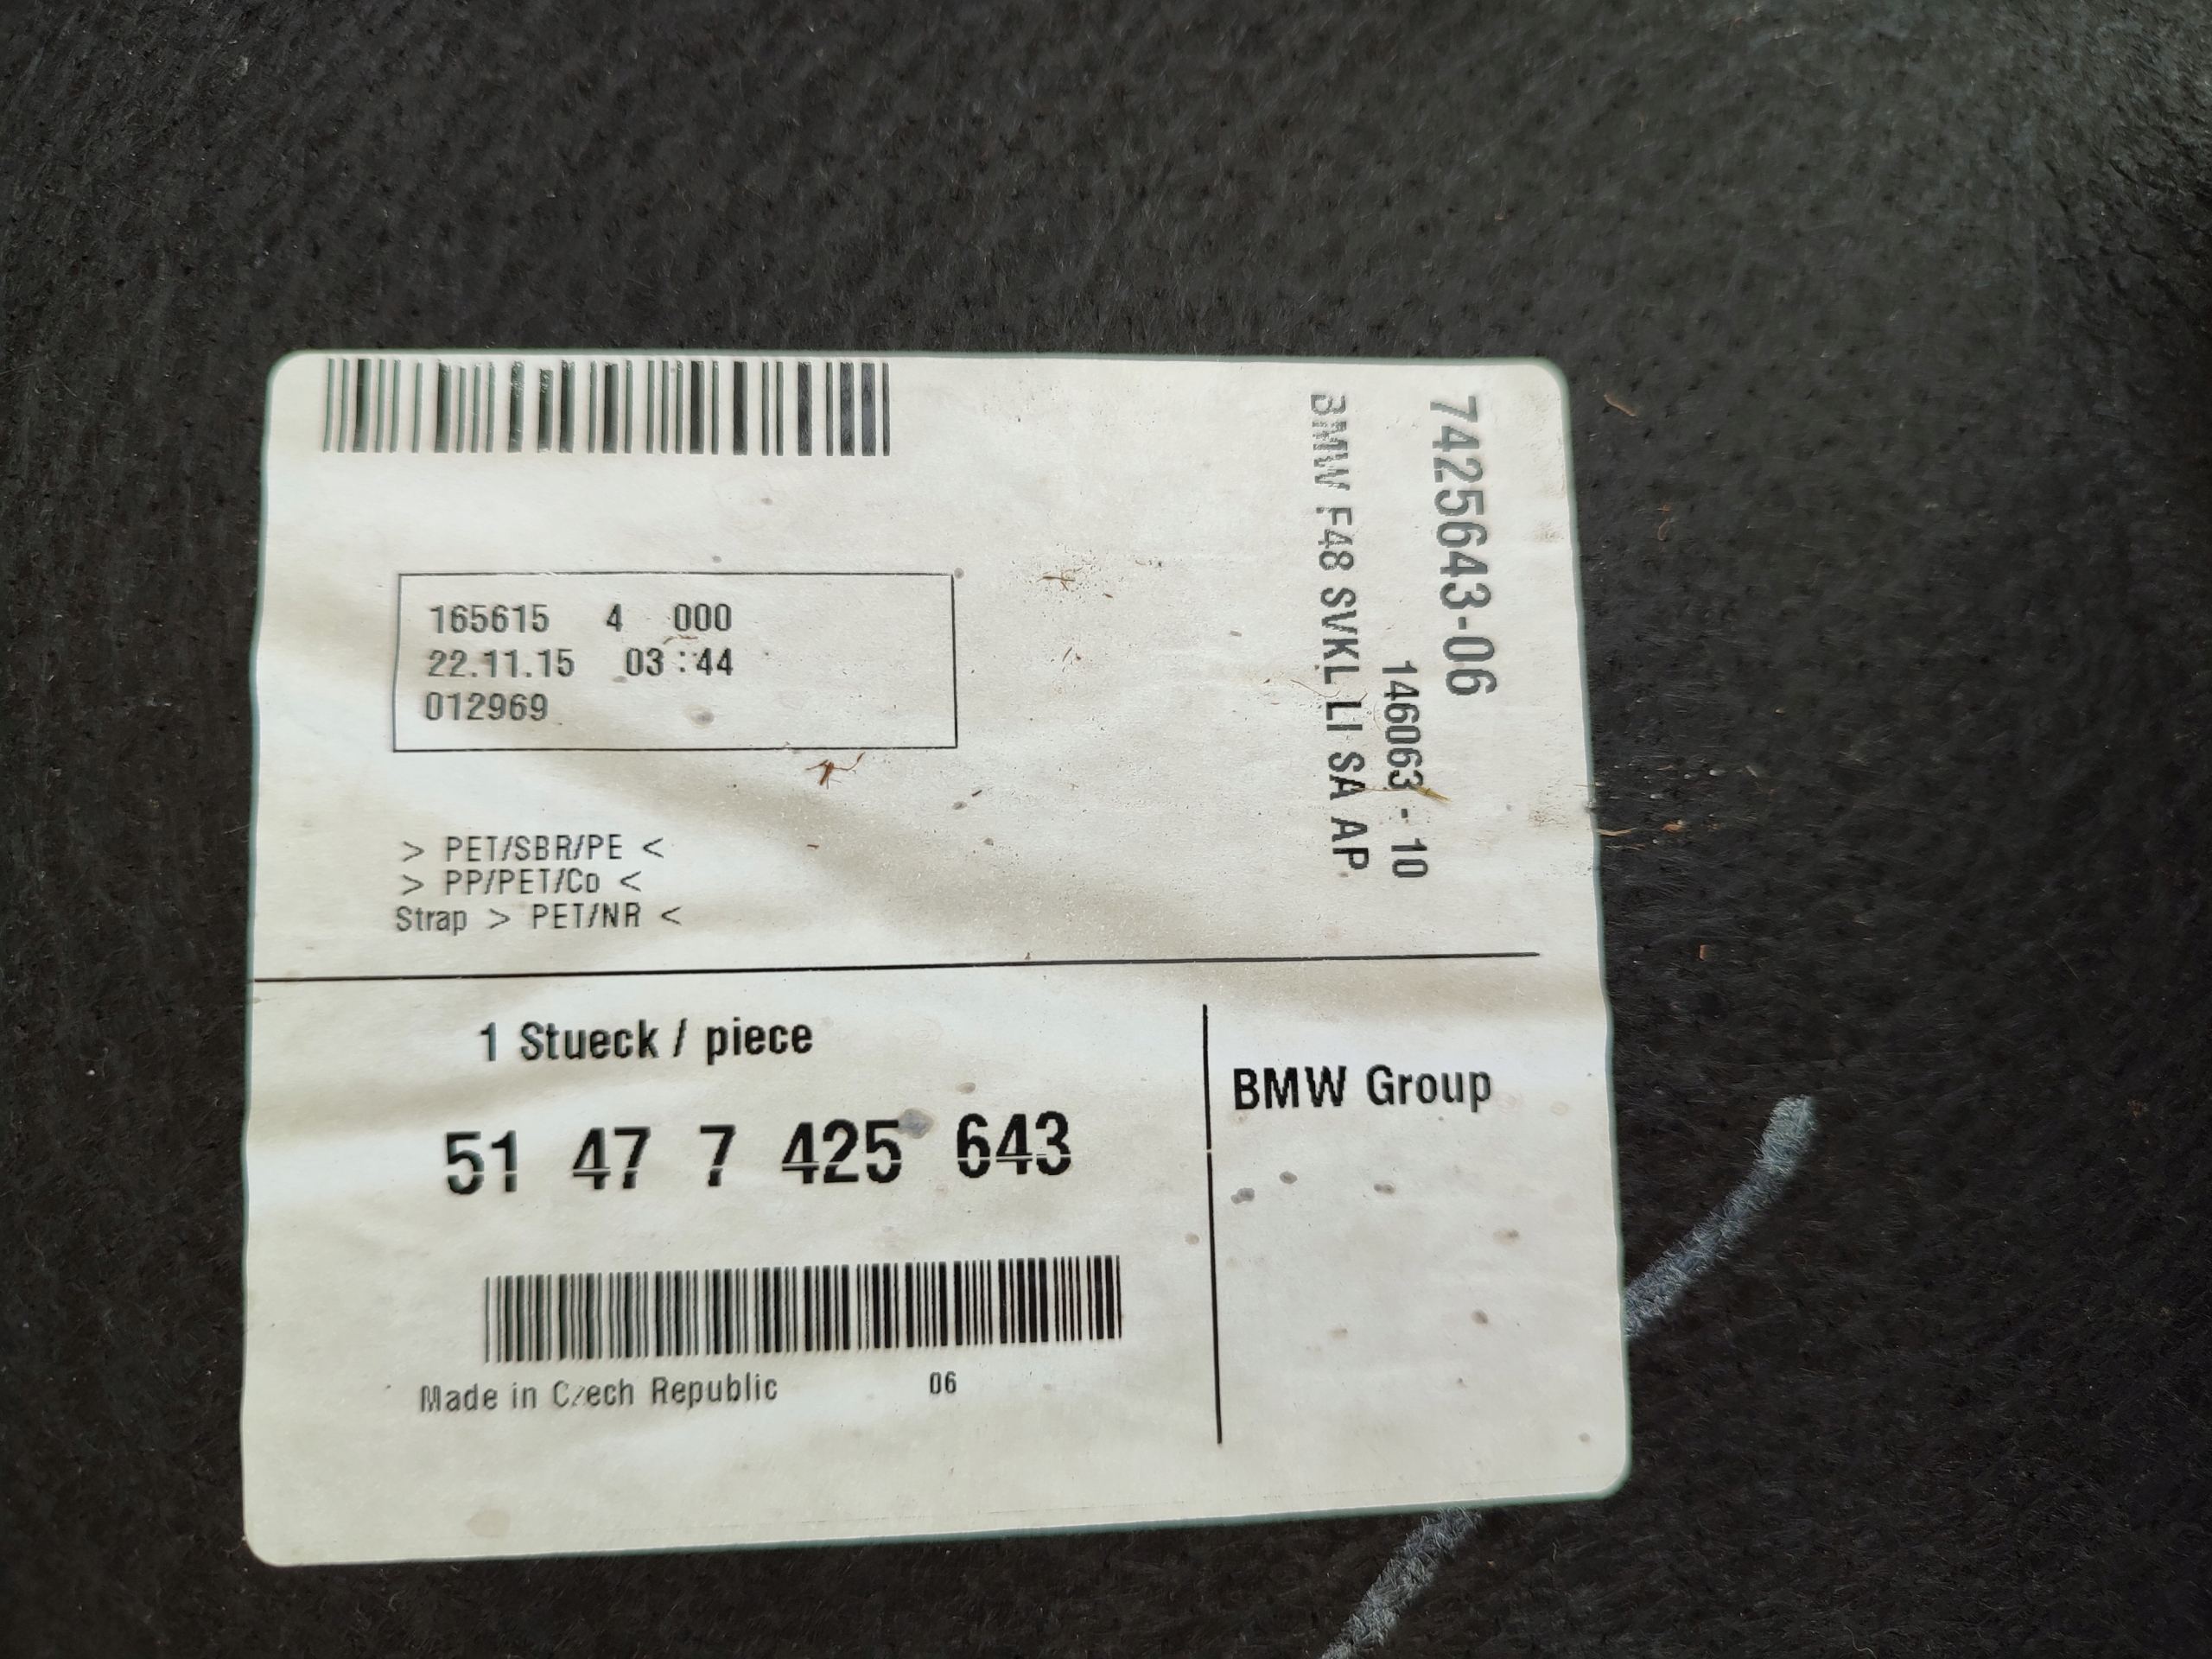 165615 4 000
22.11.15 03:44
012969
> PET/SBR/PE <
> PP/PET/Co <
Strap > PET/NR <
7425643-06
146063 - 10
BMW F48 SVKL LI SA AP
1 Stueck / piece
51 47 7 425 643
Made in Czech Republic 06
BMW Group